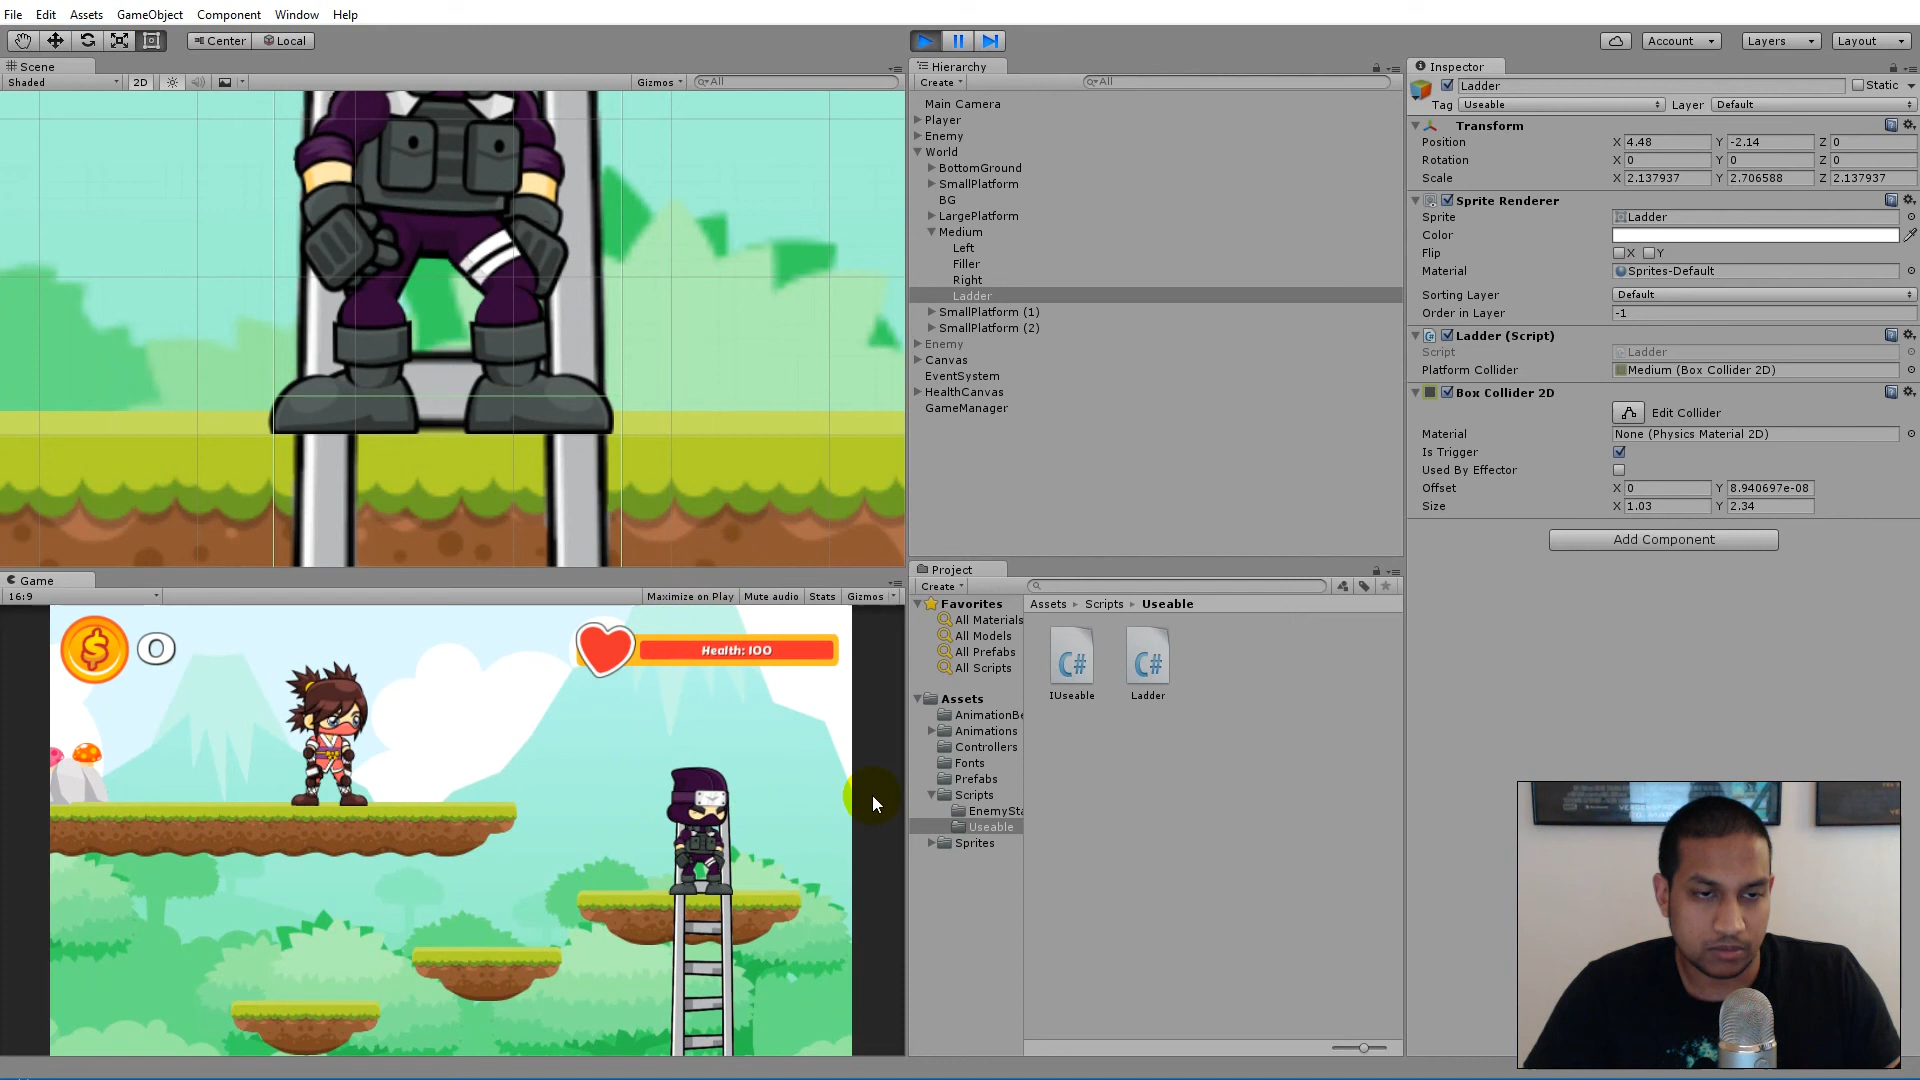 File Edit Assets GameObject Component Window Help
Center Local
Account Layers Layout
Scene
Shaded 2D Gizmos All
Hierarchy
Create All
Main Camera
Player
Enemy
World
BottomGround
SmallPlatform
BG
LargePlatform
Medium
Left
Filler
Right
Ladder
SmallPlatform (1)
SmallPlatform (2)
Enemy
Canvas
EventSystem
HealthCanvas
GameManager
Inspector
Ladder Static
Tag Useable Layer Default
Transform
Position X 4.48 Y -2.14 Z 0
Rotation X 0 Y 0 Z 0
Scale X 2.137937 Y 2.706588 Z 2.137937
Sprite Renderer
Sprite Ladder
Color
Flip X Y
Material Sprites-Default
Sorting Layer Default
Order in Layer -1
Ladder (Script)
Script Ladder
Platform Collider Medium (Box Collider 2D)
Box Collider 2D
Edit Collider
Material None (Physics Material 2D)
Is Trigger
Used By Effector
Offset X 0 Y 8.940697e-08
Size X 1.03 Y 2.34
Add Component
Game
16:9 Maximize on Play Mute audio Stats Gizmos
$ 0 Health: 100
Project
Create
Favorites
All Materials
All Models
All Prefabs
All Scripts
Assets
AnimationBe
Animations
Controllers
Fonts
Prefabs
Scripts
EnemySta
Useable
Sprites
Assets Scripts Useable
C# C#
IUseable Ladder